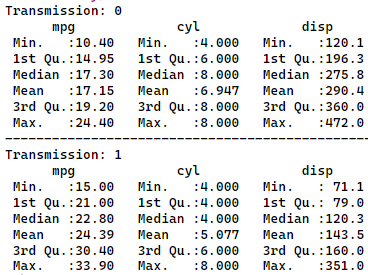 Transmission: 0
      mpg             cyl             disp
 Min.   :10.40   Min.   :4.000   Min.   :120.1
 1st Qu.:14.95   1st Qu.:6.000   1st Qu.:196.3
 Median :17.30   Median :8.000   Median :275.8
 Mean   :17.15   Mean   :6.947   Mean   :290.4
 3rd Qu.:19.20   3rd Qu.:8.000   3rd Qu.:360.0
 Max.   :24.40   Max.   :8.000   Max.   :472.0
------------------------------------------------
Transmission: 1
      mpg             cyl             disp
 Min.   :15.00   Min.   :4.000   Min.   : 71.1
 1st Qu.:21.00   1st Qu.:4.000   1st Qu.: 79.0
 Median :22.80   Median :4.000   Median :120.3
 Mean   :24.39   Mean   :5.077   Mean   :143.5
 3rd Qu.:30.40   3rd Qu.:6.000   3rd Qu.:160.0
 Max.   :33.90   Max.   :8.000   Max.   :351.0